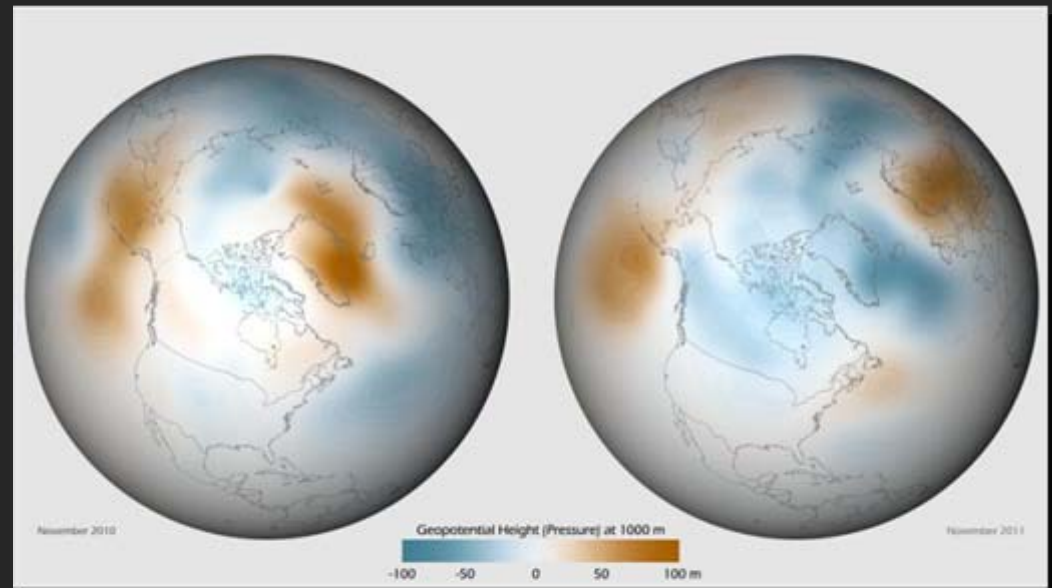 November 2010
Geopotential Height (Pressure) at 1000 m
November 2011
-100 -50 0 50 100 m